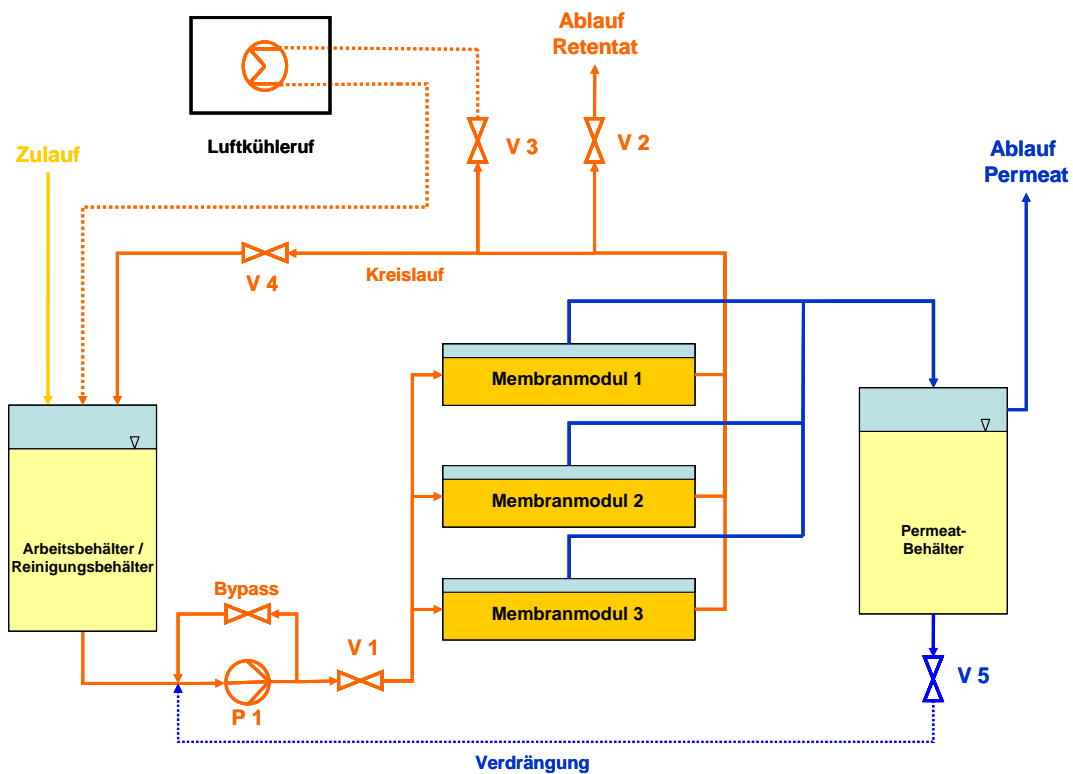 Ablauf
Retentat
Luftkühleruf
V 3
V 2
Zulauf
Ablauf
Permeat
V 4
Kreislauf
Membranmodul 1
Membranmodul 2
Membranmodul 3
Arbeitsbehälter /
Reinigungsbehälter
Permeat-
Behälter
Bypass
V 1
P 1
V 5
Verdrängung